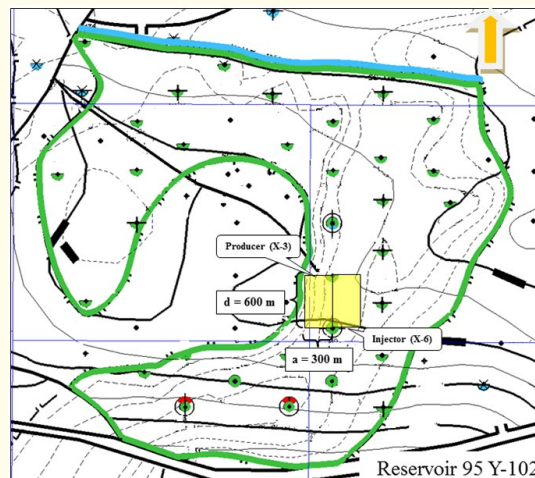 Producer (X-3)
d = 600 m
Injector (X-6)
a = 300 m
Reservoir 95 Y-102